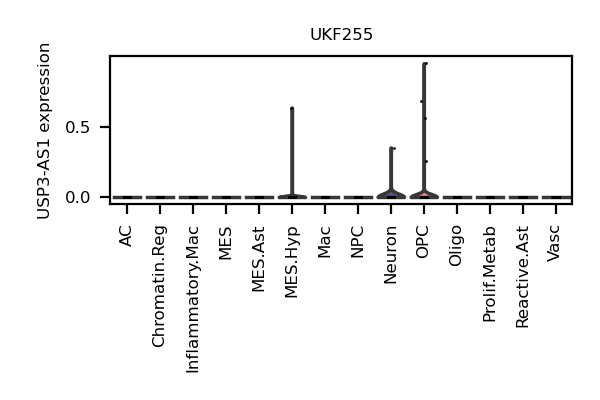 UKF255
USP3-AS1 expression
0.5
0.0
AC
Chromatin.Reg
Inflammatory.Mac
MES
MES.Ast
MES.Hyp
Mac
NPC
Neuron
OPC
Oligo
Prolif.Metab
Reactive.Ast
Vasc